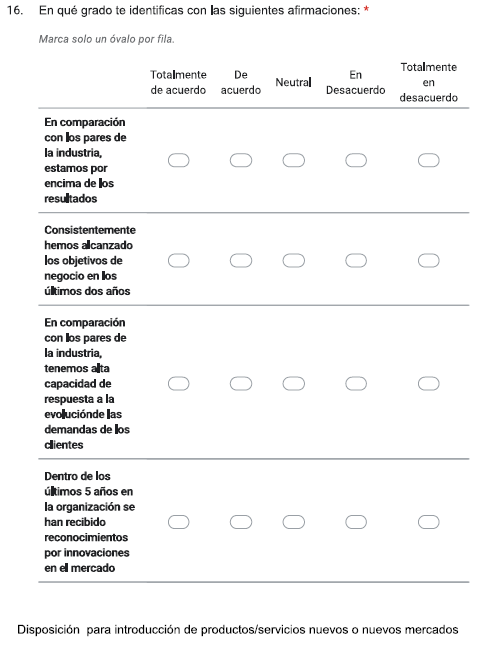 16. En qué grado te identificas con las siguientes afirmaciones: *
Marca solo un óvalo por fila.
Totalmente de acuerdo
De acuerdo
Neutral
En Desacuerdo
Totalmente en desacuerdo
En comparación
con los pares de
la industria,
estamos por
encima de los
resultados
Consistentemente
hemos alcanzado
los objetivos de
negocio en los
últimos dos años
En comparación
con los pares de
la industria,
tenemos alta
capacidad de
respuesta a la
evoluciónde las
demandas de los
clientes
Dentro de los
últimos 5 años en
la organización se
han recibido
reconocimientos
por innovaciones
en el mercado
Disposición para introducción de productos/servicios nuevos o nuevos mercados